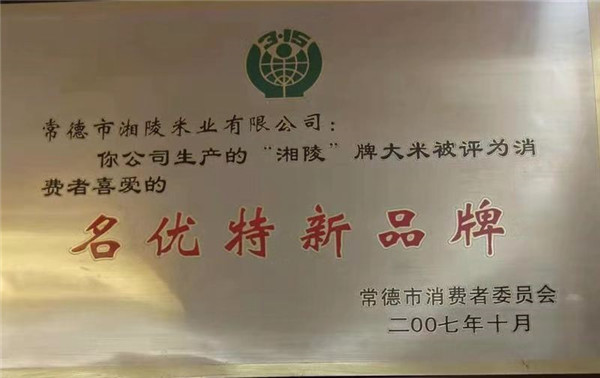 3·15
常德市湘陵米业有限公司：
你公司生产的“湘陵”牌大米被评为消
费者喜爱的
名优特新品牌
常德市消费者委员会
二00七年十月